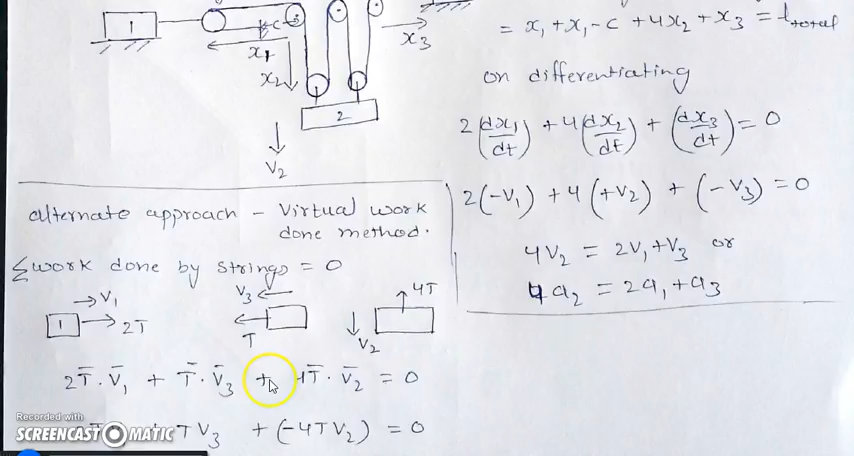 1
C
x₁
x₂
x₃
2
V₂
= x₁ + x₁ - c + 4x₂ + x₃ = l total
on differentiating
2(dx₁/dt) + 4(dx₂/dt) + (dx₃/dt) = 0
2(-V₁) + 4(+V₂) + (-V₃) = 0
4V₂ = 2V₁ + V₃ or
4a₂ = 2a₁ + a₃
alternate approach - Virtual work
done method.
Σwork done by strings = 0
V₁
1
2T
V₃
T
4T
V₂
2T̄.V̄₁ + T̄.V̄₃ + 4T̄.V̄₂ = 0
TV₃ + (-4TV₂) = 0
Recorded with
SCREENCAST MATIC